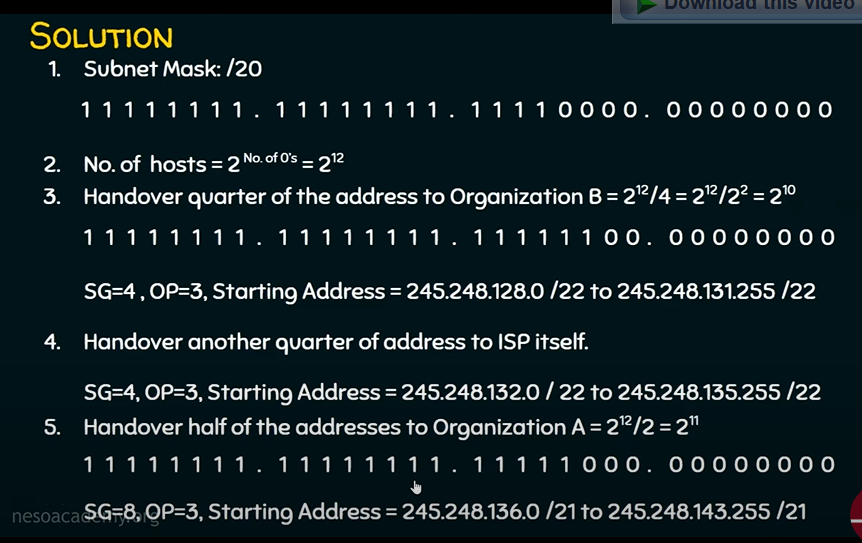 Download this video
SOLUTION
1. Subnet Mask: /20
1 1 1 1 1 1 1 1 . 1 1 1 1 1 1 1 1 . 1 1 1 1 0 0 0 0 . 0 0 0 0 0 0 0 0
2. No. of hosts = 2^No. of 0's = 2^12
3. Handover quarter of the address to Organization B = 2^12/4 = 2^12/2^2 = 2^10
1 1 1 1 1 1 1 1 . 1 1 1 1 1 1 1 1 . 1 1 1 1 1 1 0 0 . 0 0 0 0 0 0 0 0
SG=4 , OP=3, Starting Address = 245.248.128.0 /22 to 245.248.131.255 /22
4. Handover another quarter of address to ISP itself.
SG=4, OP=3, Starting Address = 245.248.132.0 / 22 to 245.248.135.255 /22
5. Handover half of the addresses to Organization A = 2^12/2 = 2^11
1 1 1 1 1 1 1 1 . 1 1 1 1 1 1 1 1 . 1 1 1 1 1 0 0 0 . 0 0 0 0 0 0 0 0
SG=8, OP=3, Starting Address = 245.248.136.0 /21 to 245.248.143.255 /21
nesoacademy.org